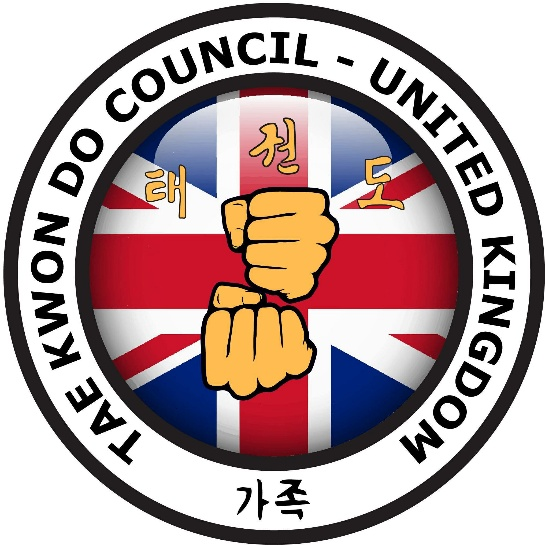 TAE KWON DO COUNCIL - UNITED KINGDOM
태 권 도
가족